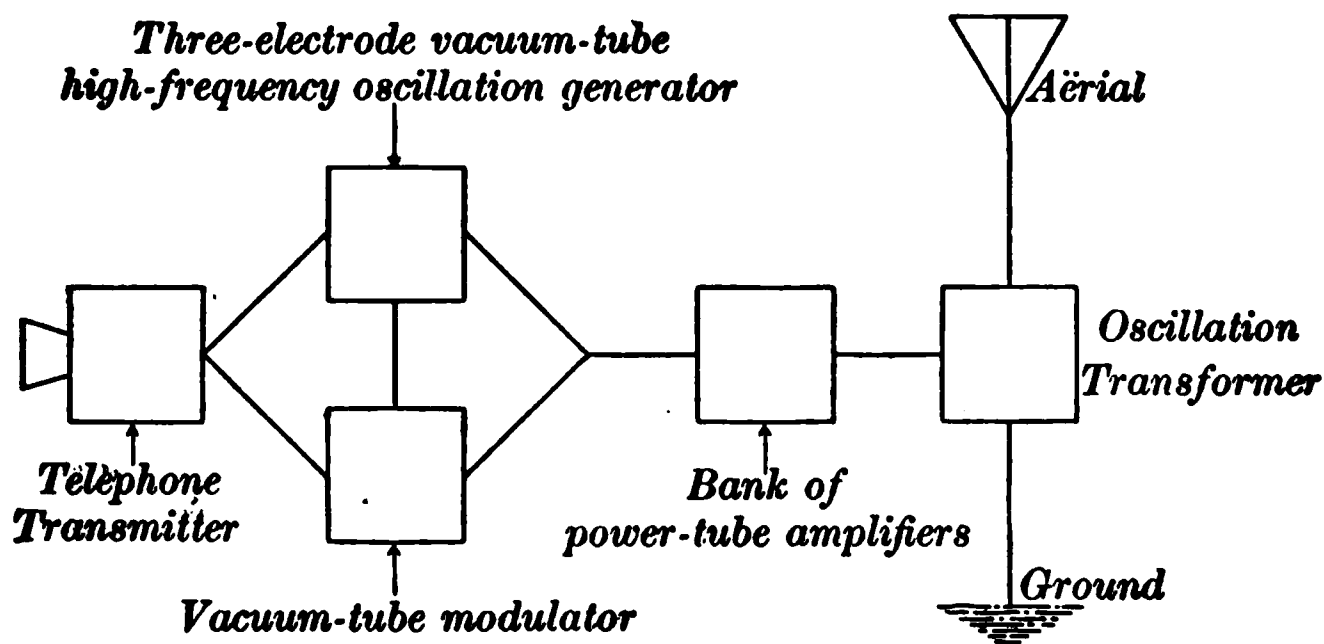 Three-electrode vacuum-tube
high-frequency oscillation generator
Aërial
Oscillation
Transformer
Telephone
Transmitter
Bank of
power-tube amplifiers
Ground
Vacuum-tube modulator